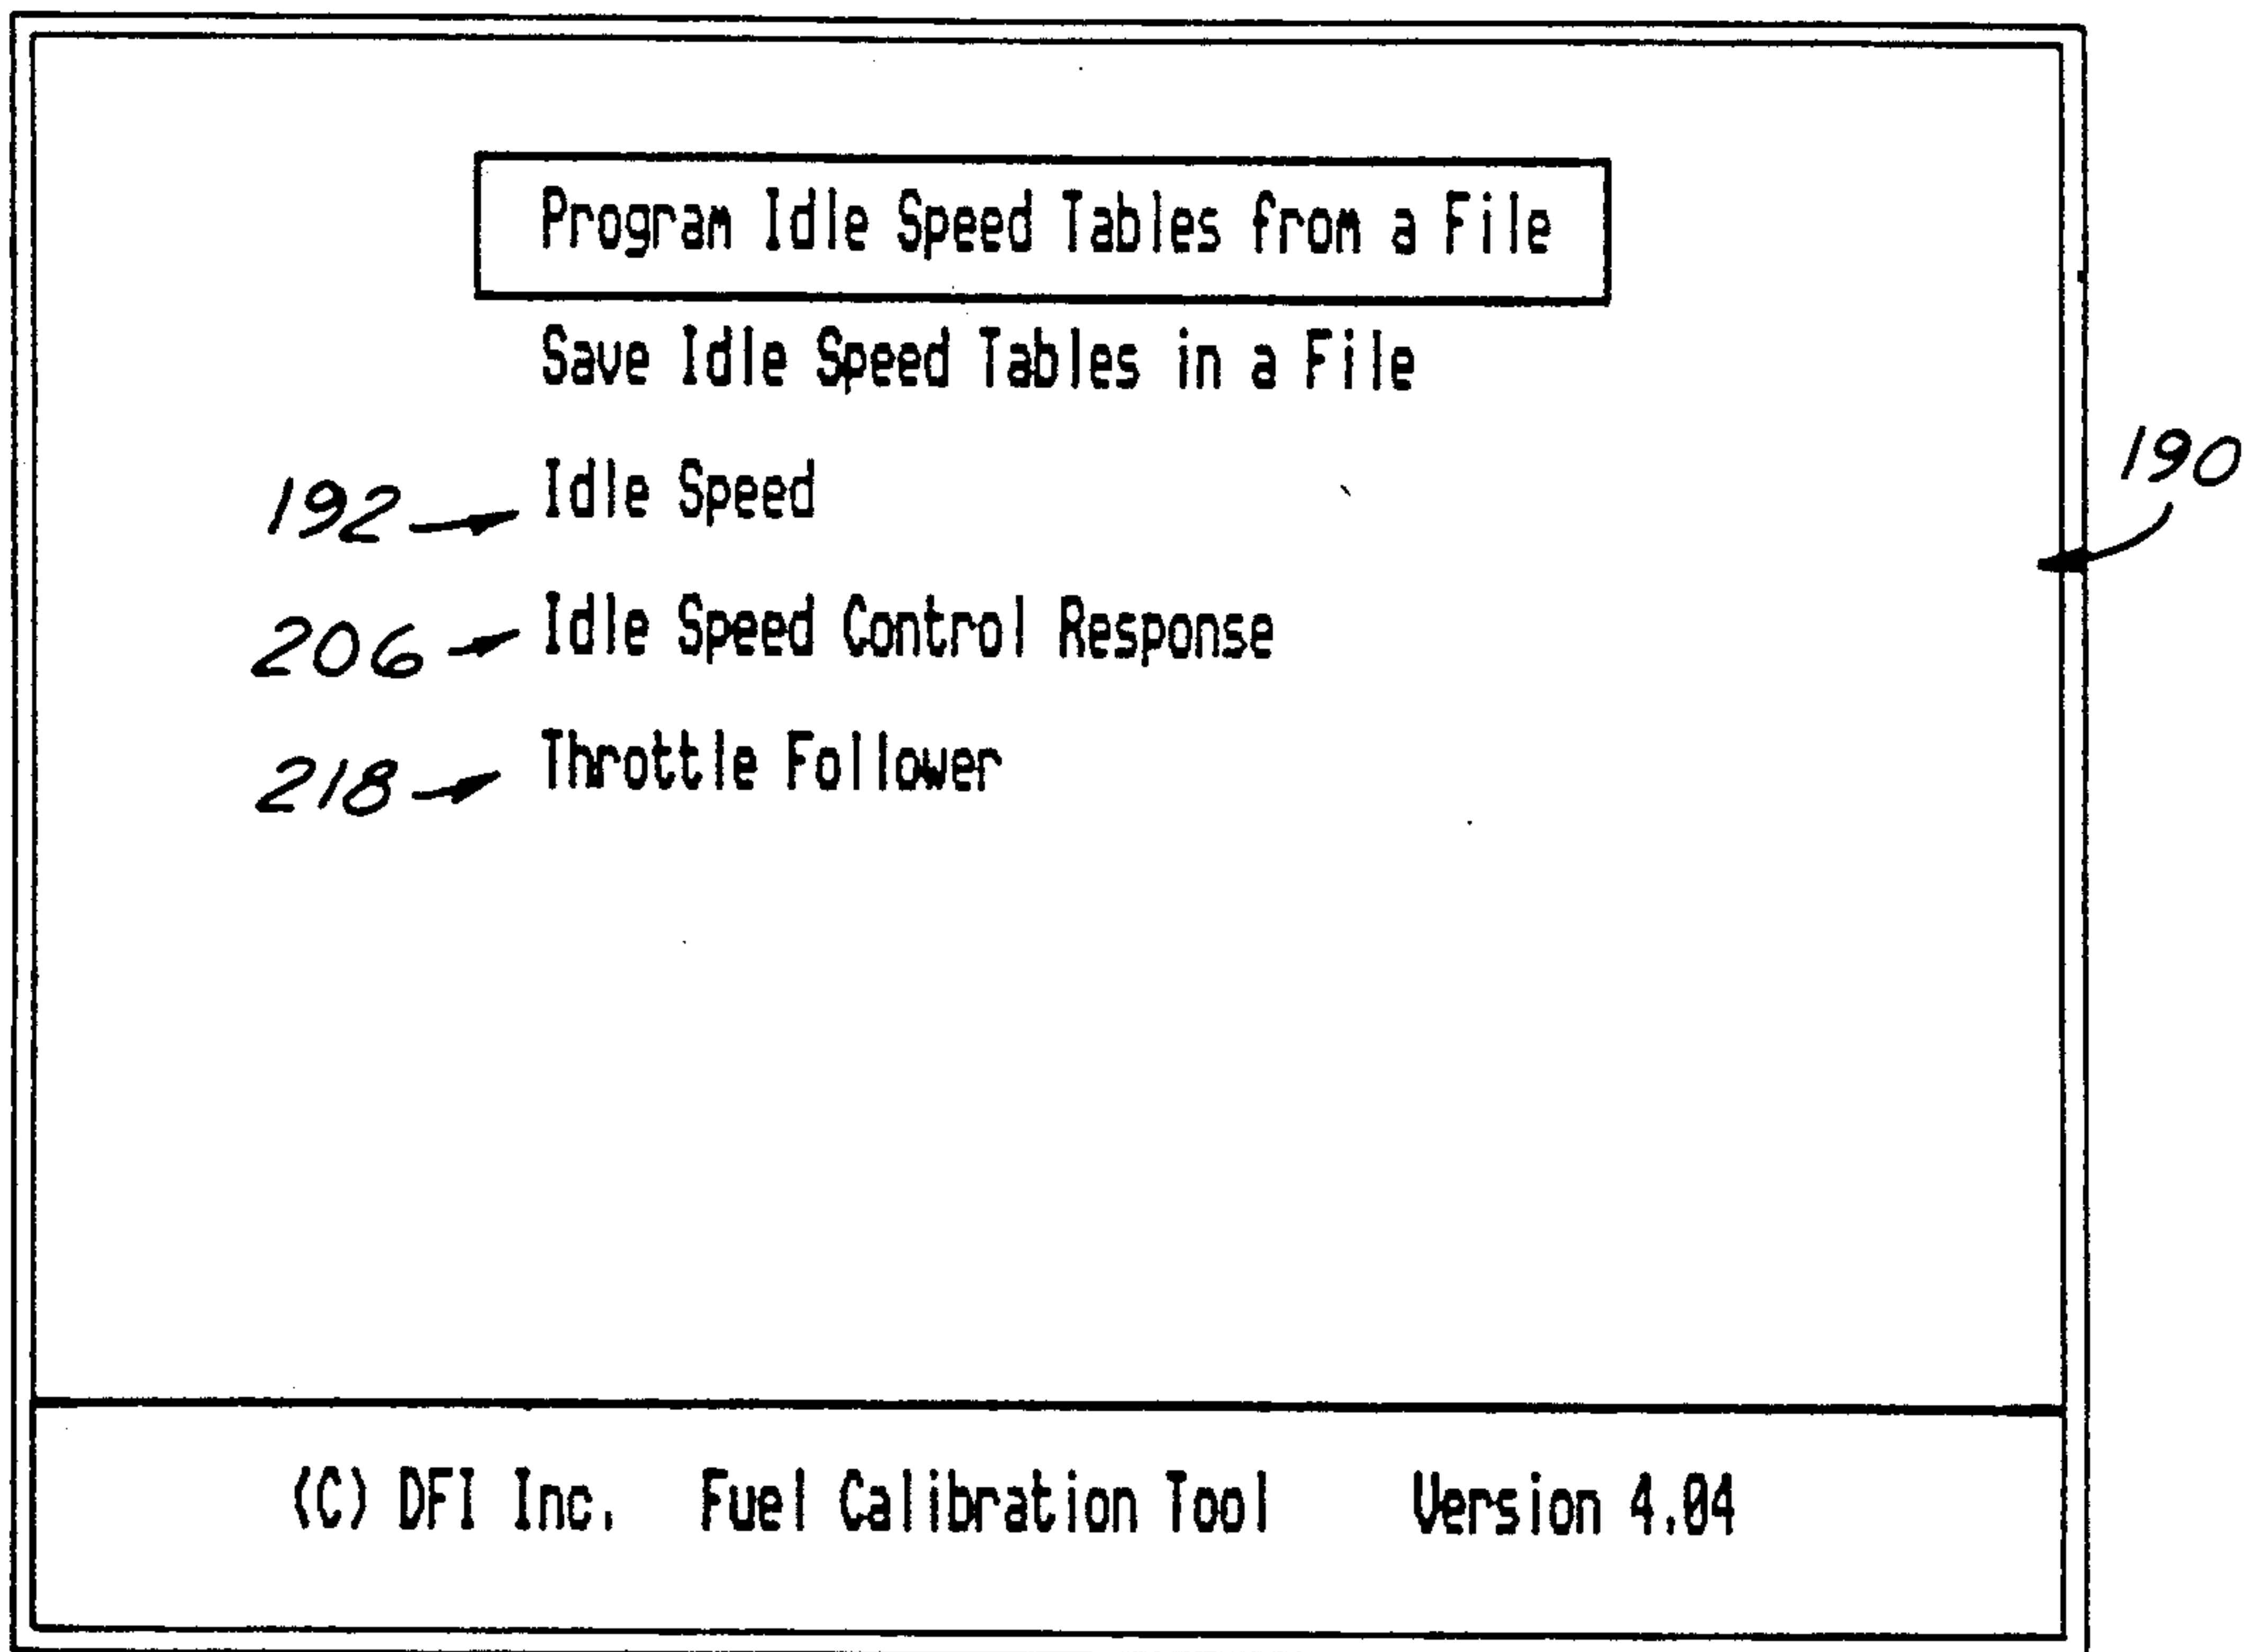 Program Idle Speed Tables from a File
Save Idle Speed Tables in a File
192 Idle Speed
190
206 Idle Speed Control Response
218 Throttle Follower
(C) DFI Inc. Fuel Calibration Tool Version 4.04